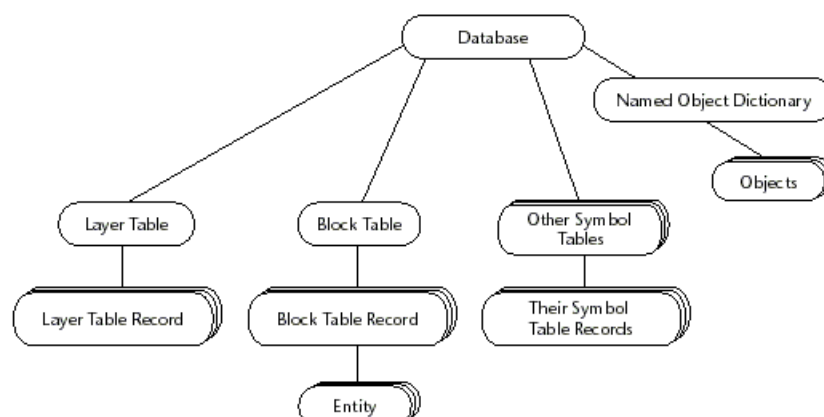 Database
Named Object Dictionary
Objects
Layer Table
Block Table
Other Symbol
Tables
Layer Table Record
Block Table Record
Their Symbol
Table Records
Entity